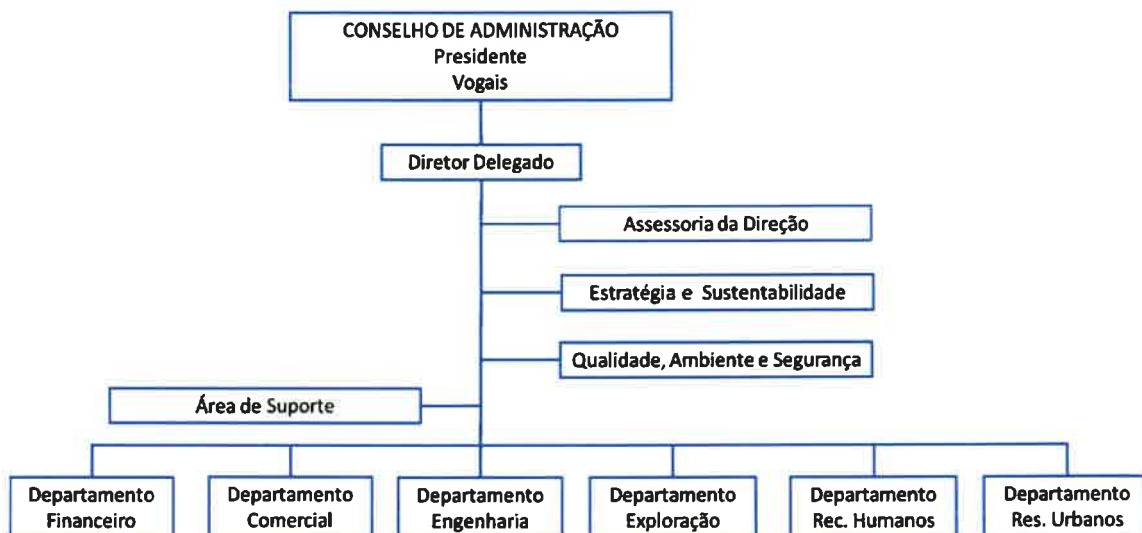 CONSELHO DE ADMINISTRAÇÃO
Presidente
Vogais
Diretor Delegado
Assessoria da Direção
Estratégia e Sustentabilidade
Qualidade, Ambiente e Segurança
Área de Suporte
Departamento
Financeiro
Departamento
Comercial
Departamento
Engenharia
Departamento
Exploração
Departamento
Rec. Humanos
Departamento
Res. Urbanos